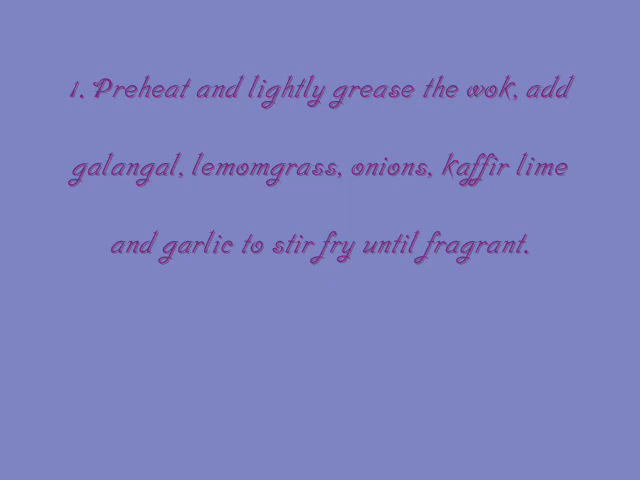 1. Preheat and lightly grease the wok, add
galangal, lemomgrass, onions, kaffir lime
and garlic to stir fry until fragrant.